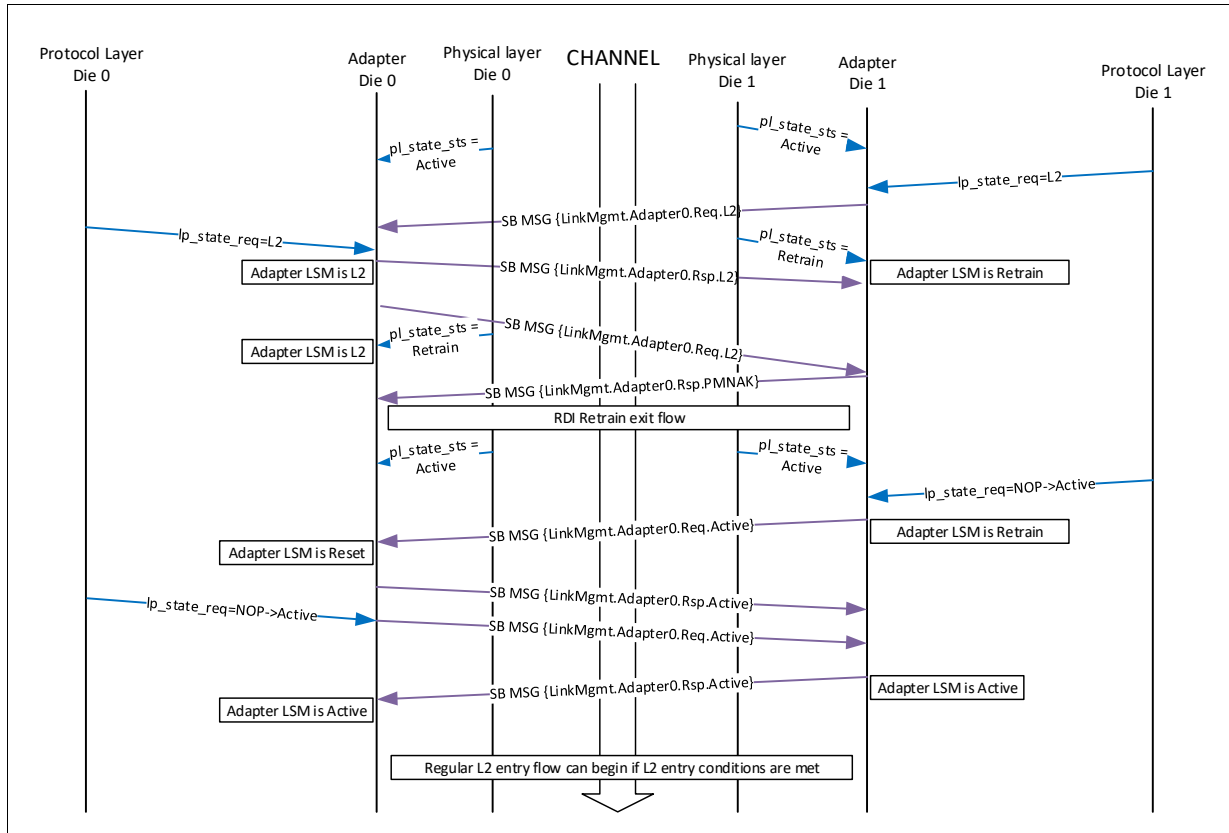 Protocol Layer
Die 0
Adapter
Die 0
Physical layer
Die 0
CHANNEL
Physical layer
Die 1
Adapter
Die 1
Protocol Layer
Die 1
pl_state_sts =
Active
pl_state_sts =
Active
lp_state_req=L2
SB MSG {LinkMgmt.Adapter0.Req.L2}
lp_state_req=L2
pl_state_sts =
Retrain
Adapter LSM is L2
SB MSG {LinkMgmt.Adapter0.Rsp.L2}
Adapter LSM is Retrain
pl_state_sts =
Retrain
SB MSG {LinkMgmt.Adapter0.Req.L2}
Adapter LSM is L2
SB MSG {LinkMgmt.Adapter0.Rsp.PMNAK}
RDI Retrain exit flow
pl_state_sts =
Active
pl_state_sts =
Active
lp_state_req=NOP->Active
SB MSG {LinkMgmt.Adapter0.Req.Active}
Adapter LSM is Retrain
Adapter LSM is Reset
lp_state_req=NOP->Active
SB MSG {LinkMgmt.Adapter0.Rsp.Active}
SB MSG {LinkMgmt.Adapter0.Req.Active}
SB MSG {LinkMgmt.Adapter0.Rsp.Active}
Adapter LSM is Active
Adapter LSM is Active
Regular L2 entry flow can begin if L2 entry conditions are met